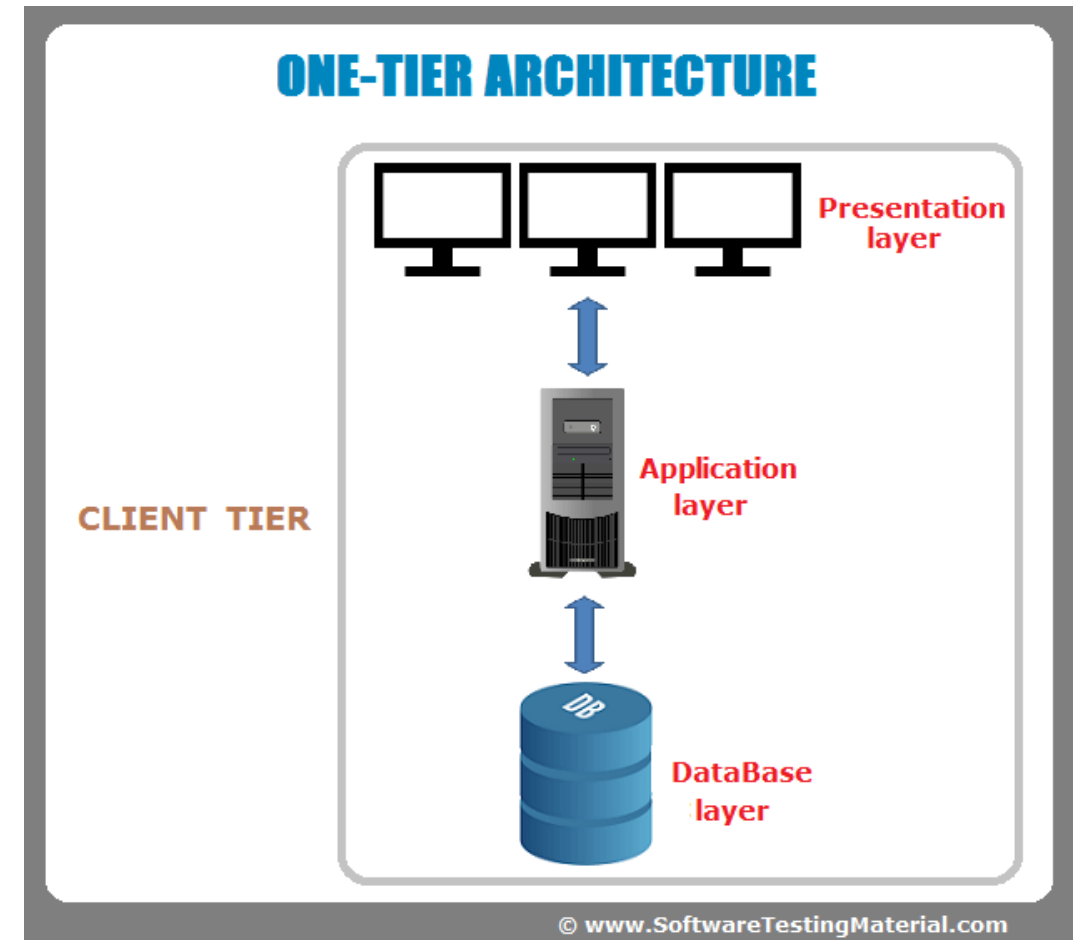 ONE-TIER ARCHITECTURE
Presentation
layer
Application
layer
CLIENT TIER
DB
DataBase
layer
© www.SoftwareTestingMaterial.com